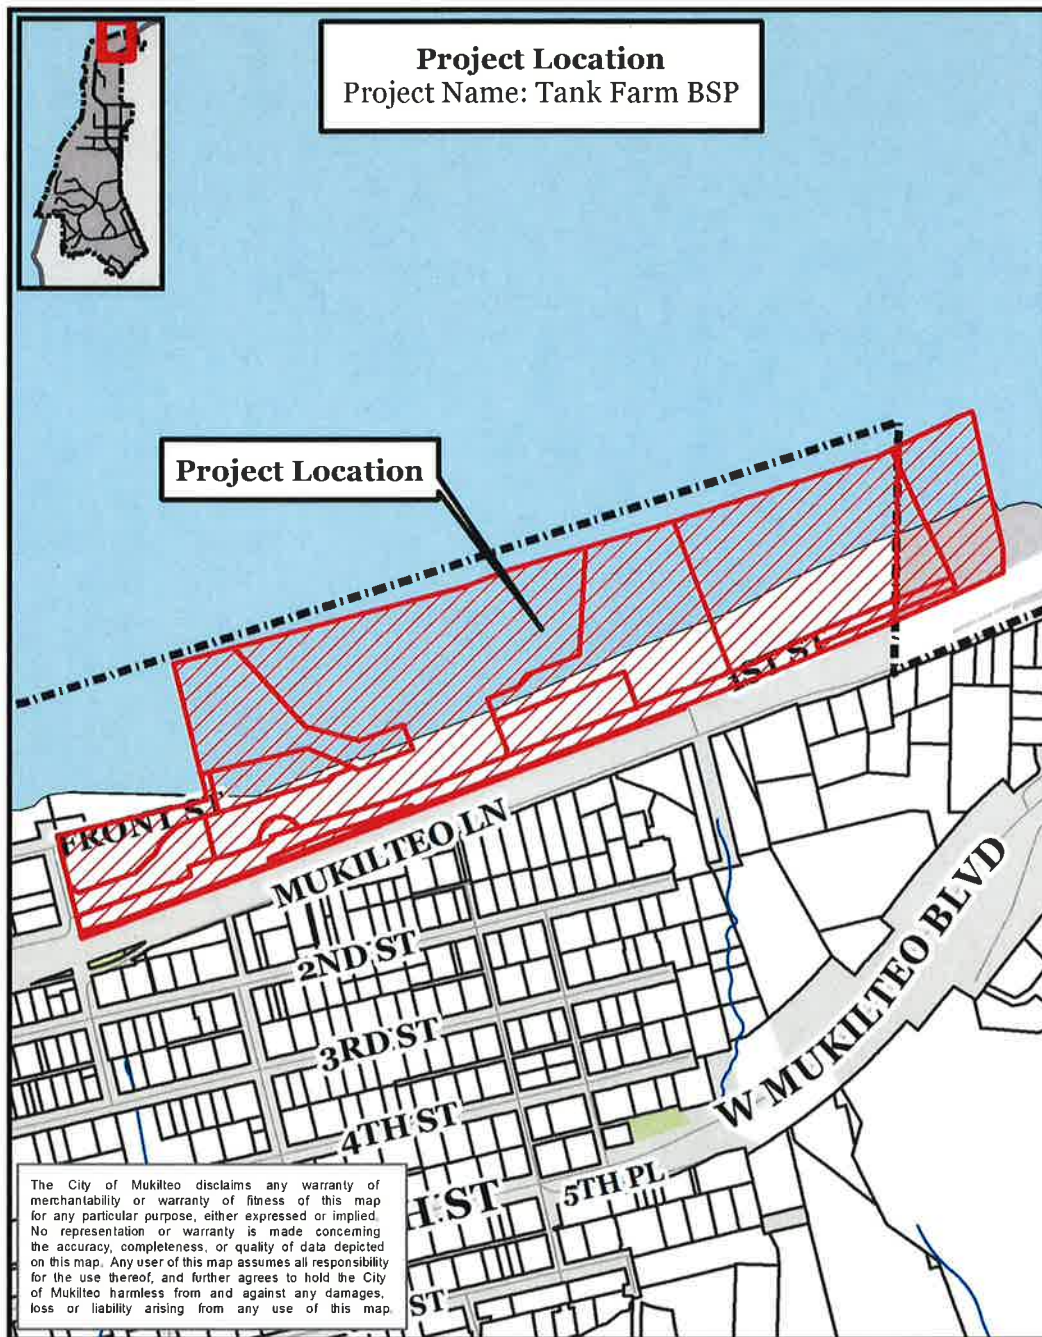 Project Location
Project Name: Tank Farm BSP
Project Location
1ST ST
FRONT ST
MUKILTEO LN
2ND ST
3RD ST
4TH ST
W MUKILTEO BLVD
5TH PL
H ST
ST
The City of Mukilteo disclaims any warranty of
merchantability or warranty of fitness of this map
for any particular purpose, either expressed or implied.
No representation or warranty is made concerning
the accuracy, completeness, or quality of data depicted
on this map. Any user of this map assumes all responsibility
for the use thereof, and further agrees to hold the City
of Mukilteo harmless from and against any damages,
loss or liability arising from any use of this map.